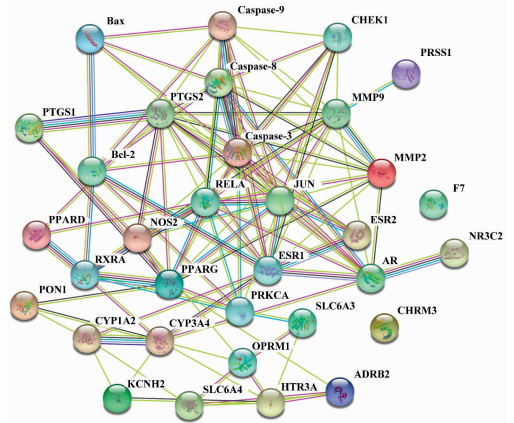 Caspase-9
Bax
CHEK1
Caspase-8
PRSS1
PTGS2
MMP9
PTGS1
Caspase-3
Bcl-2
MMP2
RELA
JUN
F7
PPARD
NOS2
ESR2
NR3C2
RXRA
PPARG
ESR1
AR
PON1
PRKCA
SLC6A3
CYP1A2
CYP3A4
CHRM3
OPRM1
KCNH2
SLC6A4
HTR3A
ADRB2